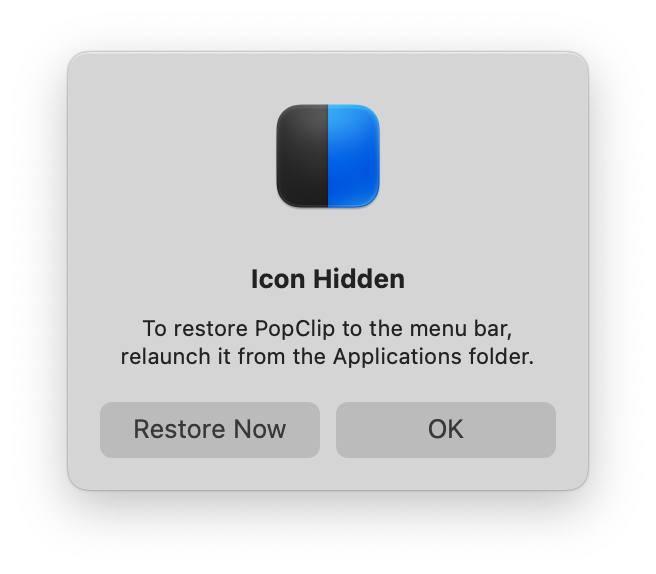 Icon Hidden
To restore PopClip to the menu bar,
relaunch it from the Applications folder.
Restore Now
OK